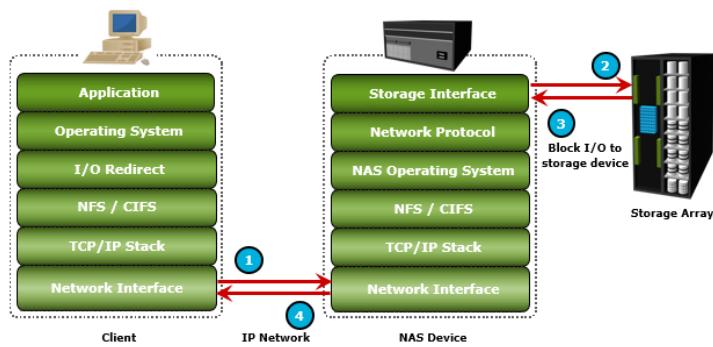 Application
Operating System
I/O Redirect
NFS / CIFS
TCP/IP Stack
Network Interface
Client
1
4
IP Network
Storage Interface
Network Protocol
NAS Operating System
NFS / CIFS
TCP/IP Stack
Network Interface
NAS Device
2
3
Block I/O to
storage device
Storage Array